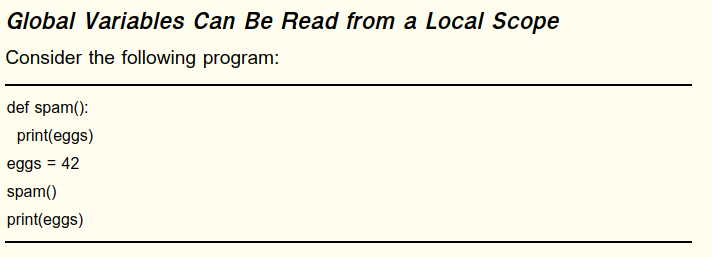 Global Variables Can Be Read from a Local Scope
Consider the following program:
def spam():
  print(eggs)
eggs = 42
spam()
print(eggs)